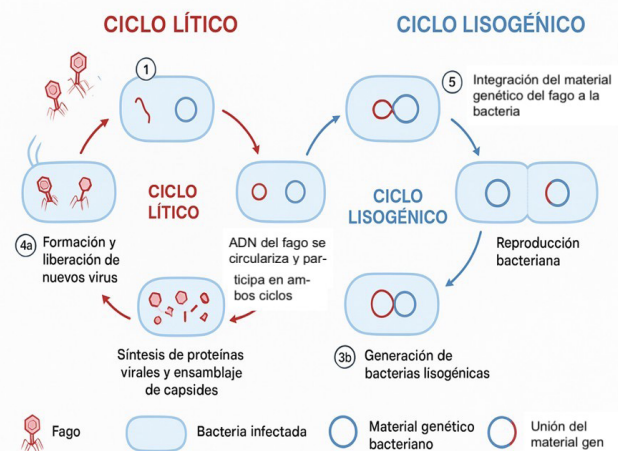 CICLO LÍTICO
CICLO LISOGÉNICO
1
5
Integración del material
genético del fago a la
bacteria
CICLO
LÍTICO
CICLO
LISOGÉNICO
4a
Formación y
liberación de
nuevos virus
ADN del fago se
circulariza y par-
ticipa en am-
bos ciclos
Reproducción
bacteriana
Síntesis de proteínas
virales y ensamblaje
de capsides
3b
Generación de
bacterias lisogénicas
Fago
Bacteria infectada
Material genético
bacteriano
Unión del
material gen